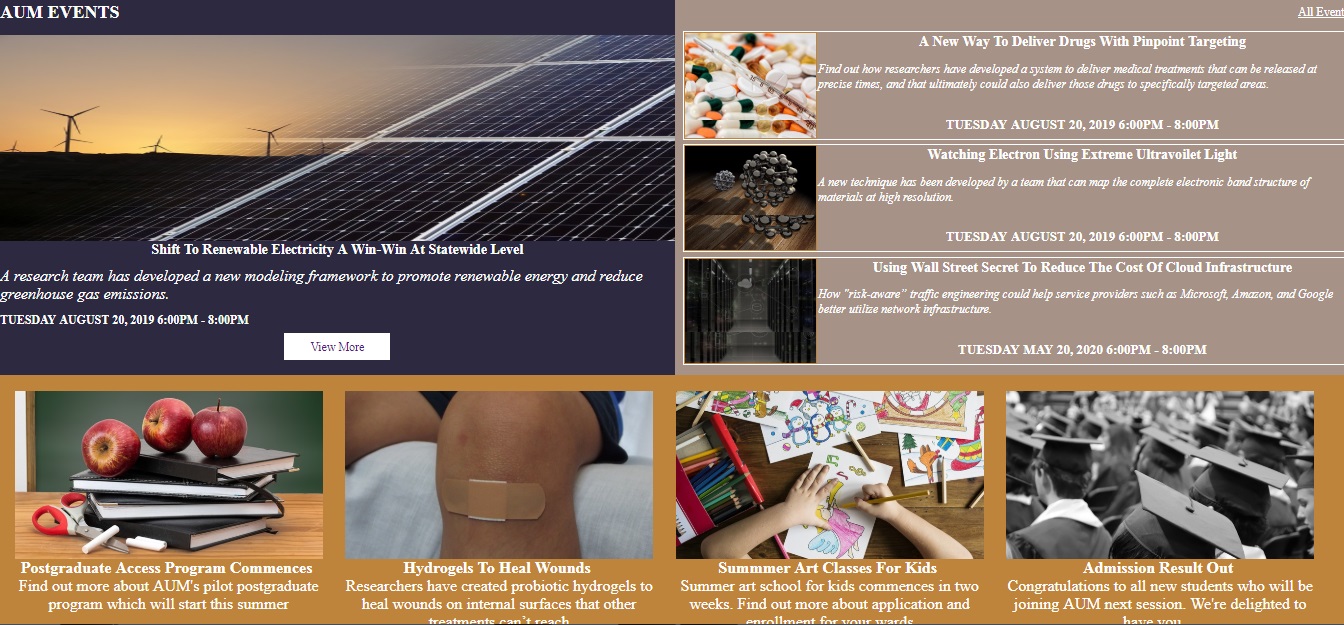 AUM EVENTS
Shift To Renewable Electricity A Win-Win At Statewide Level
A research team has developed a new modeling framework to promote renewable energy and reduce
greenhouse gas emissions.
TUESDAY AUGUST 20, 2019 6:00PM - 8:00PM
View More
All Event
A New Way To Deliver Drugs With Pinpoint Targeting
Find out how researchers have developed a system to deliver medical treatments that can be released at
precise times, and that ultimately could also deliver those drugs to specifically targeted areas.
TUESDAY AUGUST 20, 2019 6:00PM - 8:00PM
Watching Electron Using Extreme Ultravoilet Light
A new technique has been developed by a team that can map the complete electronic band structure of
materials at high resolution.
TUESDAY AUGUST 20, 2019 6:00PM - 8:00PM
Using Wall Street Secret To Reduce The Cost Of Cloud Infrastructure
How "risk-aware" traffic engineering could help service providers such as Microsoft, Amazon, and Google
better utilize network infrastructure.
TUESDAY MAY 20, 2020 6:00PM - 8:00PM
Postgraduate Access Program Commences
Find out more about AUM's pilot postgraduate
program which will start this summer
Hydrogels To Heal Wounds
Researchers have created probiotic hydrogels to
heal wounds on internal surfaces that other
treatments can't reach
Summmer Art Classes For Kids
Summer art school for kids commences in two
weeks. Find out more about application and
enrollment for your wards
Admission Result Out
Congratulations to all new students who will be
joining AUM next session. We're delighted to
have you